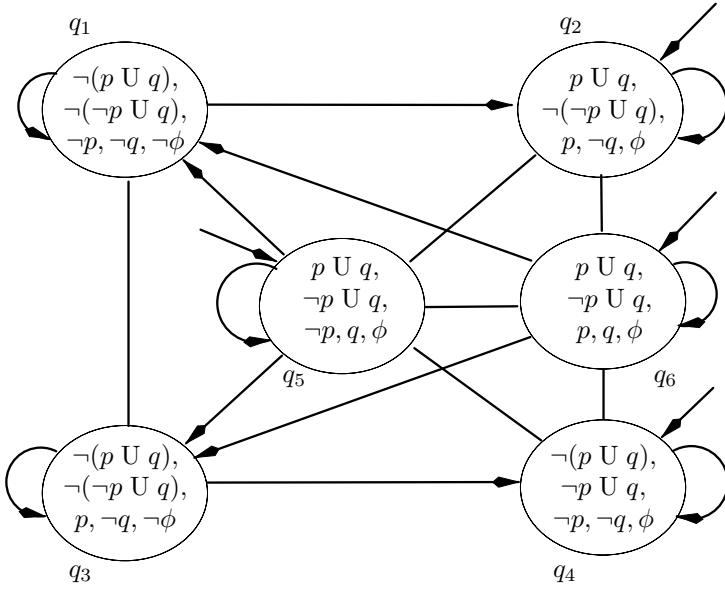 q₁
¬(p U q),
¬(¬p U q),
¬p, ¬q, ¬ϕ
q₂
p U q,
¬(¬p U q),
p, ¬q, ϕ
p U q,
¬p U q,
¬p, q, ϕ
q₅
p U q,
¬p U q,
p, q, ϕ
q₆
¬(p U q),
¬(¬p U q),
p, ¬q, ¬ϕ
q₃
¬(p U q),
¬p U q,
¬p, ¬q, ϕ
q₄